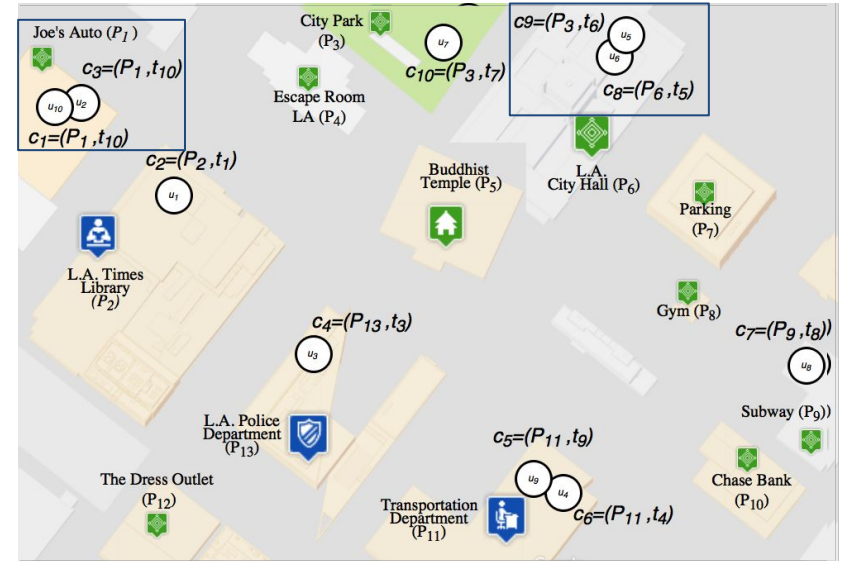 Joe's Auto (P1)
c3=(P1,t10)
u10
u2
c1=(P1,t10)
City Park
(P3)
u7
c10=(P3,t7)
Escape Room
LA (P4)
c9=(P3,t6)
u5
u6
c8=(P6,t5)
c2=(P2,t1)
u1
Buddhist
Temple (P5)
L.A.
City Hall (P6)
Parking
(P7)
L.A. Times
Library
(P2)
Gym (P8)
c4=(P13,t3)
u3
c7=(P9,t8))
u8
)
L.A. Police
Department
(P13)
Subway (P9))
c5=(P11,t9)
u9
u4
c6=(P11,t4)
The Dress Outlet
(P12)
Transportation
Department
(P11)
Chase Bank
(P10)